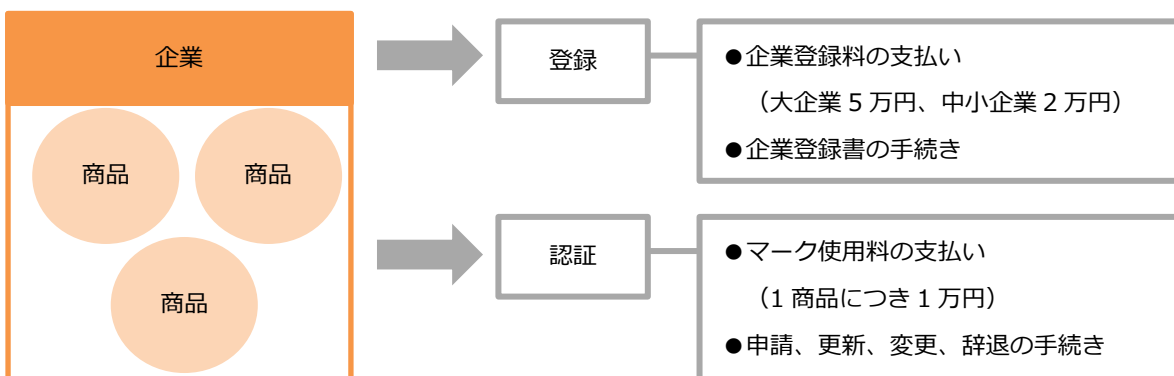 企業
商品
商品
商品
登録
●企業登録料の支払い
（大企業 5 万円、中小企業 2 万円）
●企業登録書の手続き
認証
●マーク使用料の支払い
（1 商品につき 1 万円）
●申請、更新、変更、辞退の手続き